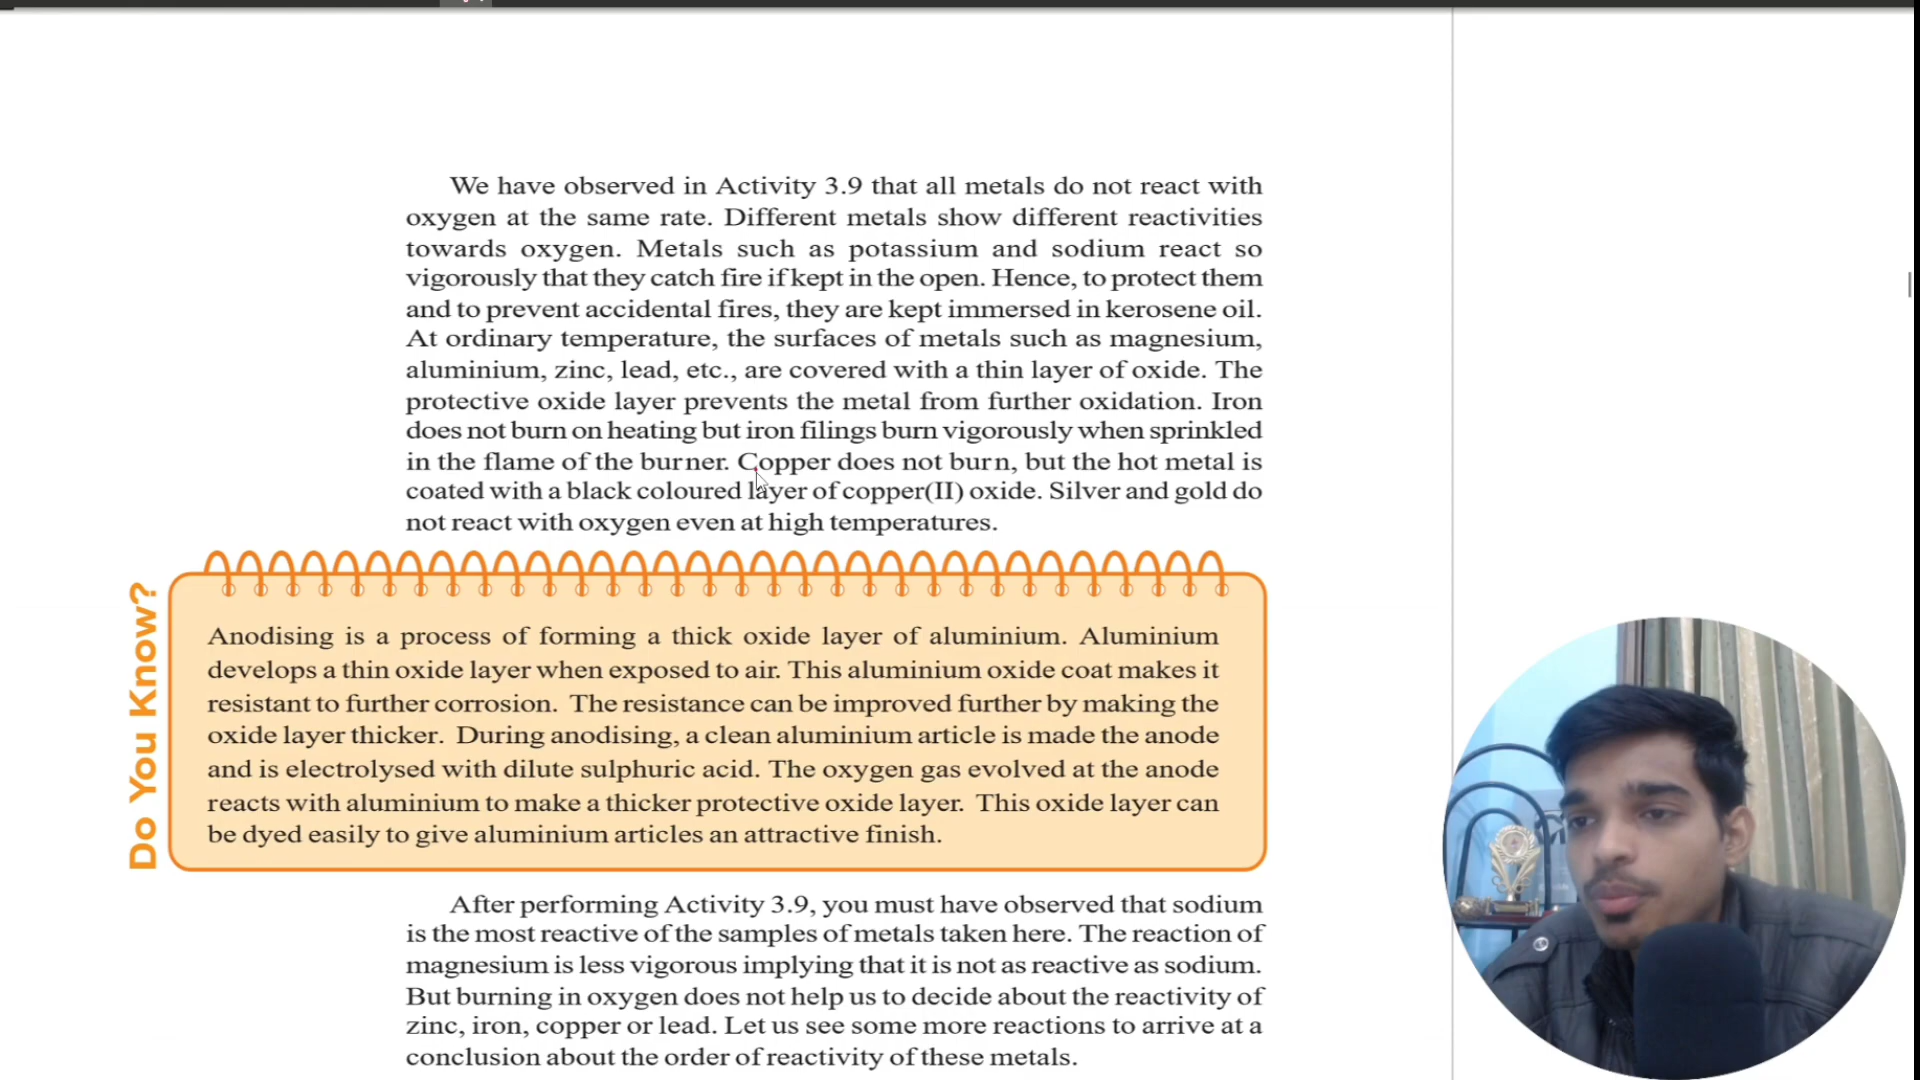 We have observed in Activity 3.9 that all metals do not react with
oxygen at the same rate. Different metals show different reactivities
towards oxygen. Metals such as potassium and sodium react so
vigorously that they catch fire if kept in the open. Hence, to protect them
and to prevent accidental fires, they are kept immersed in kerosene oil.
At ordinary temperature, the surfaces of metals such as magnesium,
aluminium, zinc, lead, etc., are covered with a thin layer of oxide. The
protective oxide layer prevents the metal from further oxidation. Iron
does not burn on heating but iron filings burn vigorously when sprinkled
in the flame of the burner. Copper does not burn, but the hot metal is
coated with a black coloured layer of copper(II) oxide. Silver and gold do
not react with oxygen even at high temperatures.
Do You Know?
Anodising is a process of forming a thick oxide layer of aluminium. Aluminium
develops a thin oxide layer when exposed to air. This aluminium oxide coat makes it
resistant to further corrosion. The resistance can be improved further by making the
oxide layer thicker. During anodising, a clean aluminium article is made the anode
and is electrolysed with dilute sulphuric acid. The oxygen gas evolved at the anode
reacts with aluminium to make a thicker protective oxide layer. This oxide layer can
be dyed easily to give aluminium articles an attractive finish.
After performing Activity 3.9, you must have observed that sodium
is the most reactive of the samples of metals taken here. The reaction of
magnesium is less vigorous implying that it is not as reactive as sodium.
But burning in oxygen does not help us to decide about the reactivity of
zinc, iron, copper or lead. Let us see some more reactions to arrive at a
conclusion about the order of reactivity of these metals.